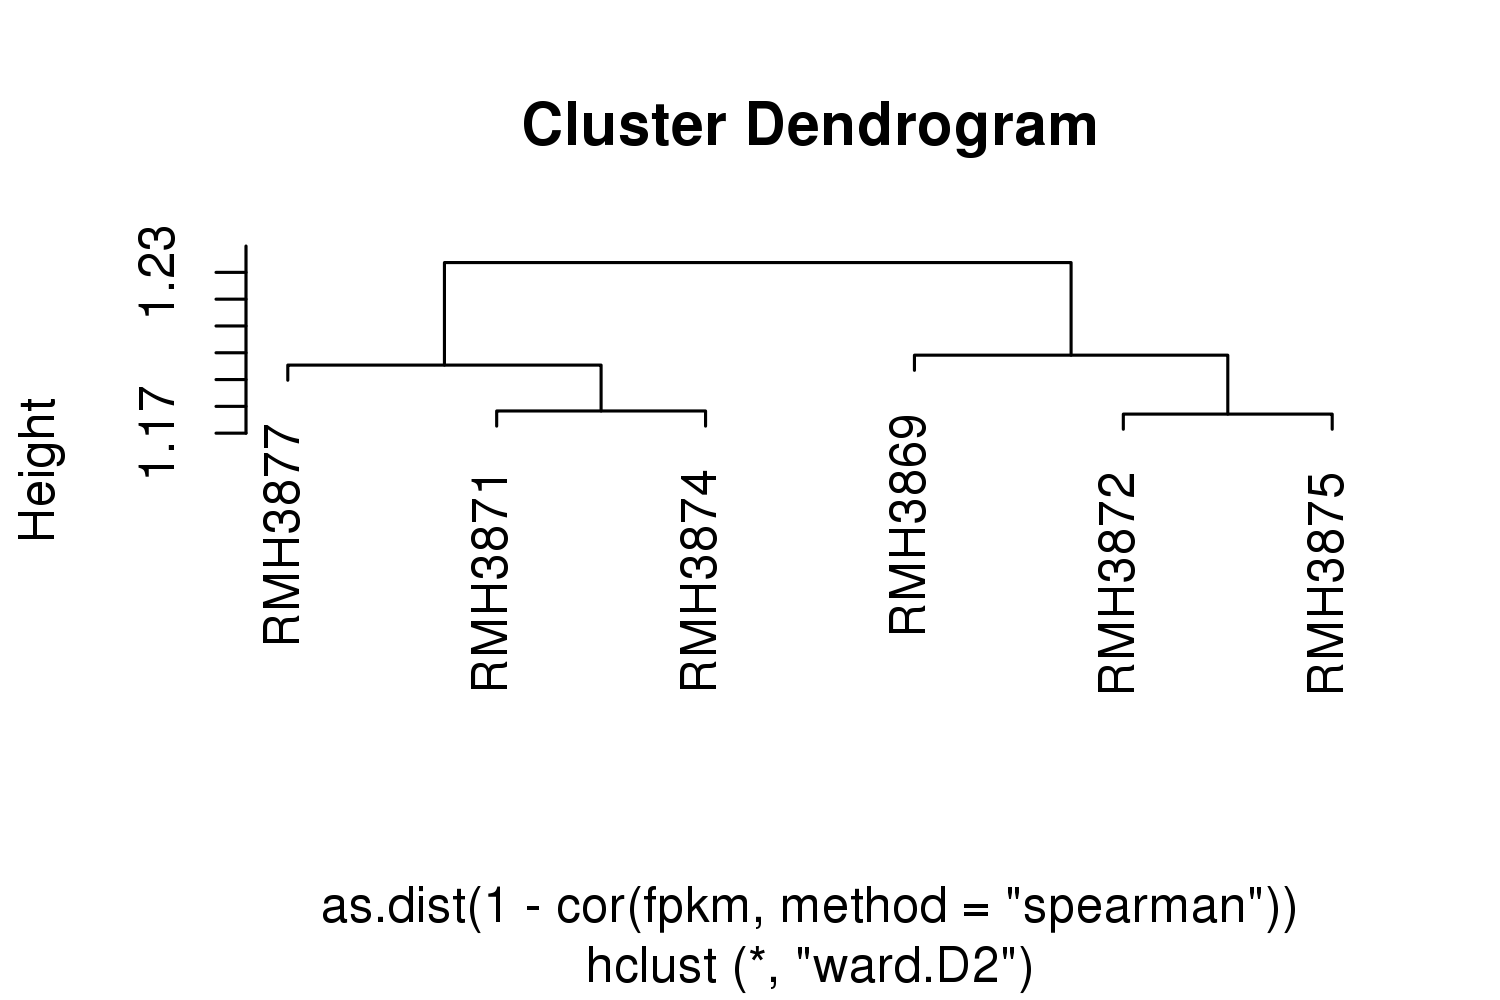 Cluster Dendrogram
Height
1.23
1.17
RMH3877
RMH3871
RMH3874
RMH3869
RMH3872
RMH3875
as.dist(1 - cor(fpkm, method = "spearman"))
hclust (*, "ward.D2")